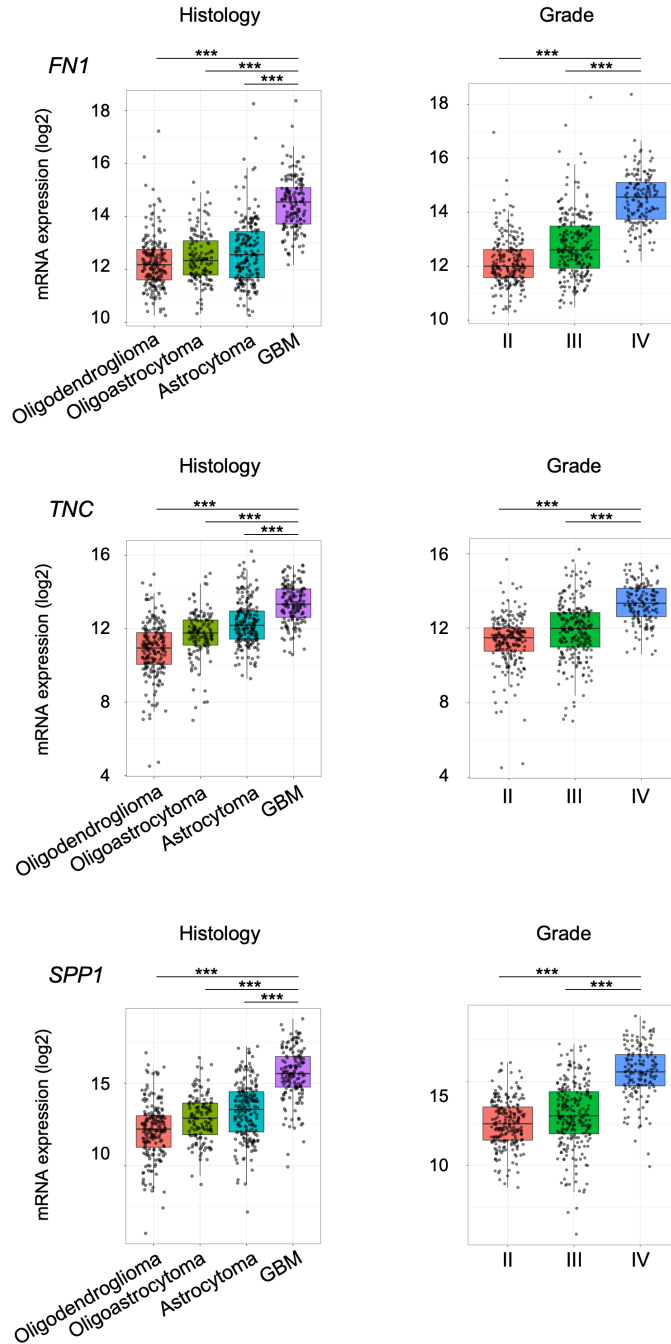 Histology
Grade
***
***
***
***
***
FN1
mRNA expression (log2)
18
16
14
12
10
18
16
14
12
10
Oligodendroglioma
Oligoastrocytoma
Astrocytoma
GBM
II
III
IV
Histology
Grade
***
***
***
***
***
TNC
mRNA expression (log2)
16
12
8
4
16
12
8
4
Oligodendroglioma
Oligoastrocytoma
Astrocytoma
GBM
II
III
IV
Histology
Grade
***
***
***
***
***
SPP1
mRNA expression (log2)
15
10
15
10
Oligodendroglioma
Oligoastrocytoma
Astrocytoma
GBM
II
III
IV